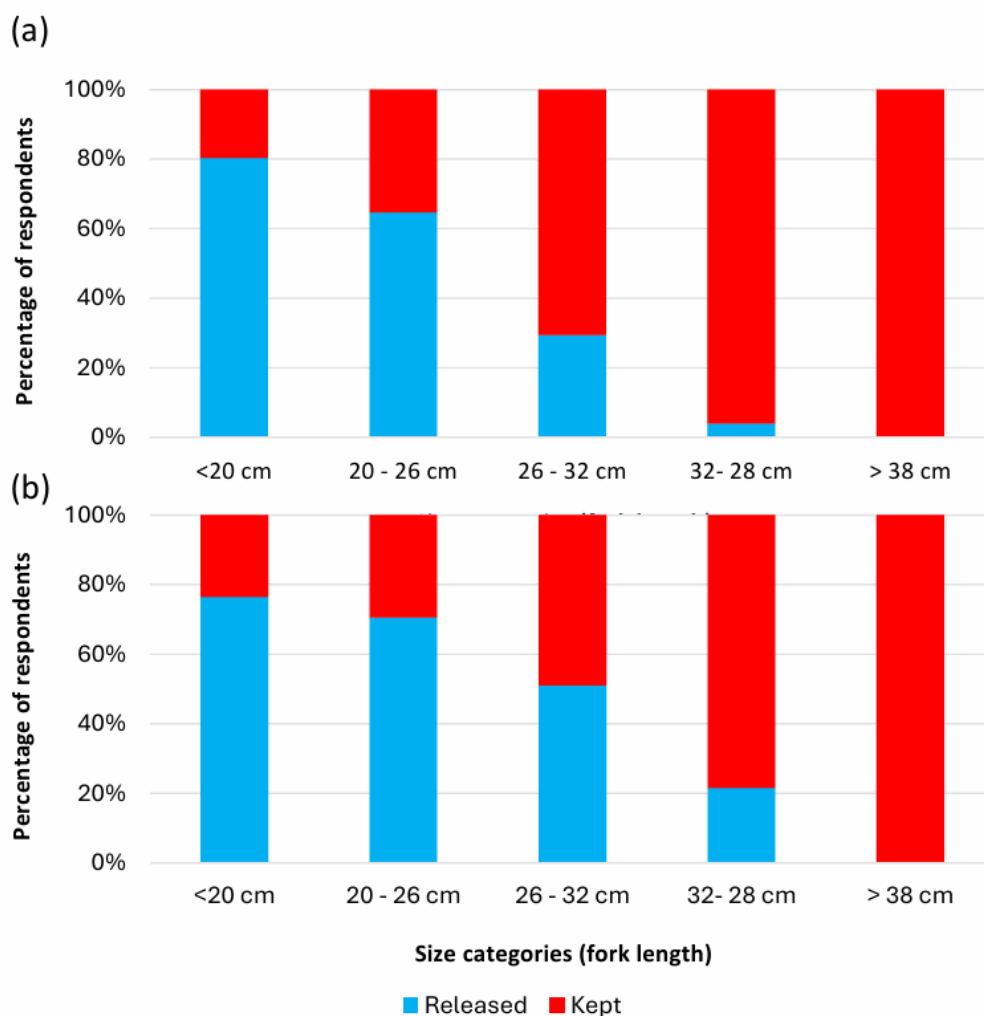 (a)
Percentage of respondents
100%
80%
60%
40%
20%
0%
<20 cm 20 - 26 cm 26 - 32 cm 32- 28 cm > 38 cm
(b)
Percentage of respondents
100%
80%
60%
40%
20%
0%
<20 cm 20 - 26 cm 26 - 32 cm 32- 28 cm > 38 cm
Size categories (fork length)
Released Kept